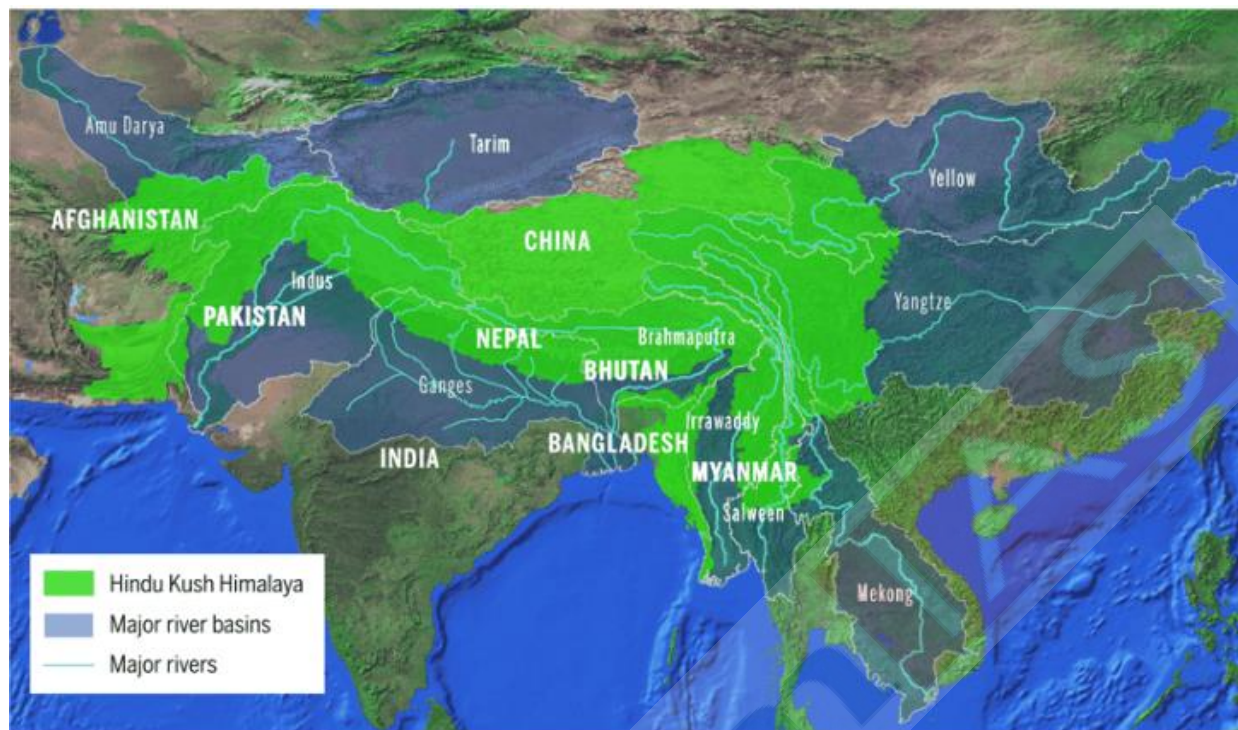 Amu Darya
Tarim
Yellow
AFGHANISTAN
CHINA
Indus
Yangtze
PAKISTAN
NEPAL
Brahmaputra
BHUTAN
Ganges
Irrawaddy
BANGLADESH
INDIA
MYANMAR
Salween
Mekong
Hindu Kush Himalaya
Major river basins
Major rivers